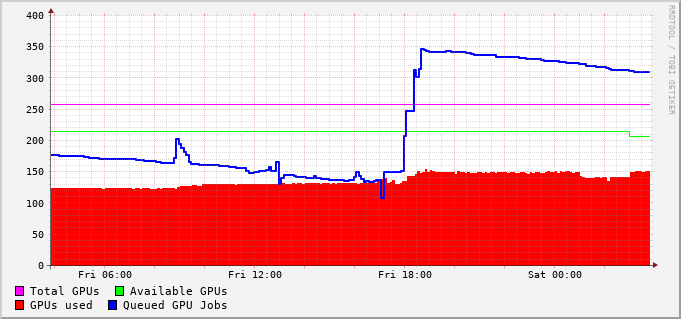 400
350
300
250
200
150
100
50
0
Fri 06:00 Fri 12:00 Fri 18:00 Sat 00:00
Total GPUs Available GPUs
GPUs used Queued GPU Jobs
RRDTOOL / TOBI OETIKER